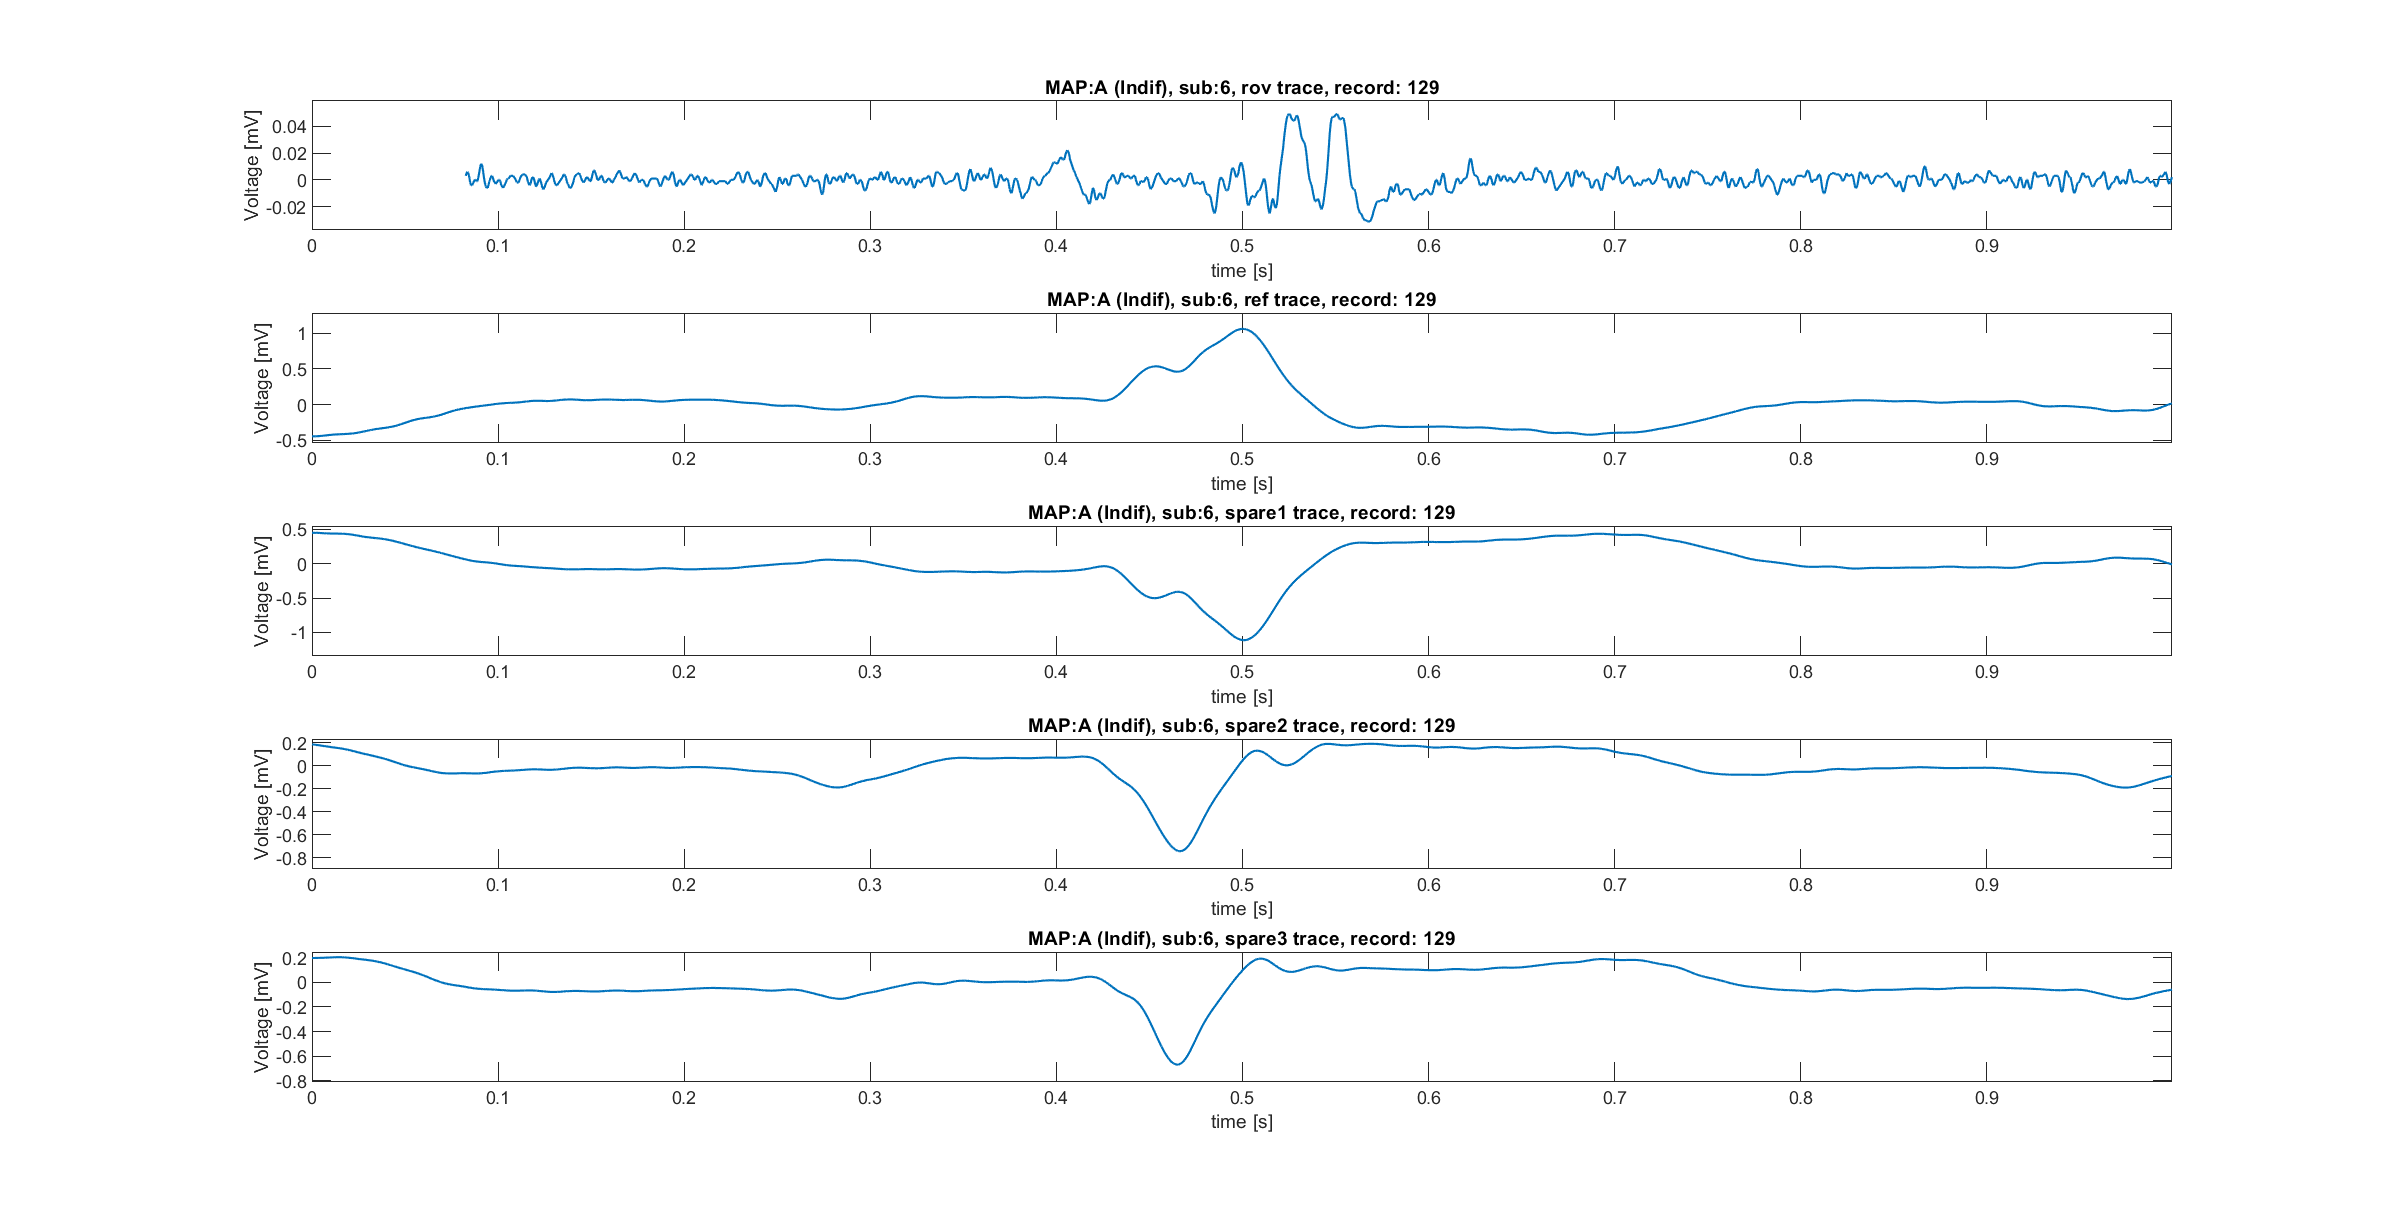 MAP:A (Indif), sub:6, rov trace, record: 129
Voltage [mV]
0.04
0.02
0
-0.02
0 0.1 0.2 0.3 0.4 0.5 0.6 0.7 0.8 0.9
time [s]
MAP:A (Indif), sub:6, ref trace, record: 129
Voltage [mV]
1
0.5
0
-0.5
0 0.1 0.2 0.3 0.4 0.5 0.6 0.7 0.8 0.9
time [s]
MAP:A (Indif), sub:6, spare1 trace, record: 129
Voltage [mV]
0.5
0
-0.5
-1
0 0.1 0.2 0.3 0.4 0.5 0.6 0.7 0.8 0.9
time [s]
MAP:A (Indif), sub:6, spare2 trace, record: 129
Voltage [mV]
0.2
0
-0.2
-0.4
-0.6
-0.8
0 0.1 0.2 0.3 0.4 0.5 0.6 0.7 0.8 0.9
time [s]
MAP:A (Indif), sub:6, spare3 trace, record: 129
Voltage [mV]
0.2
0
-0.2
-0.4
-0.6
-0.8
0 0.1 0.2 0.3 0.4 0.5 0.6 0.7 0.8 0.9
time [s]